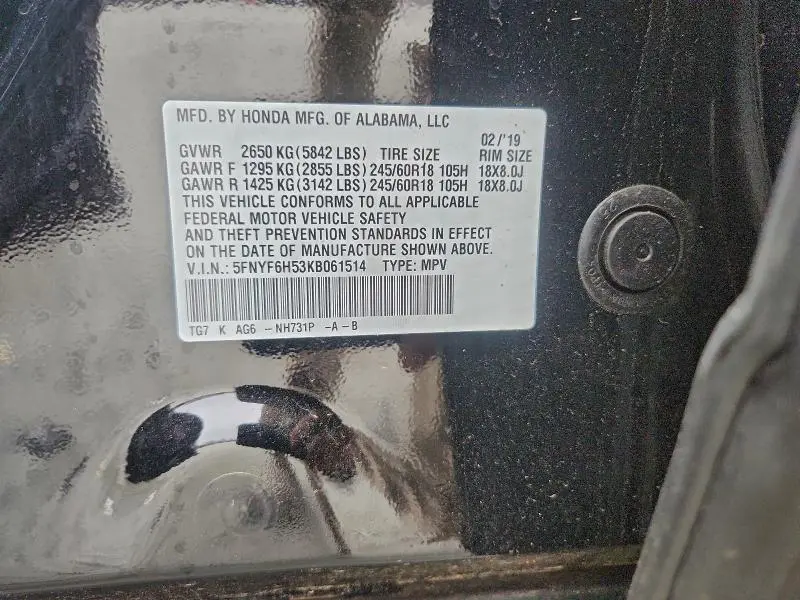 MFD. BY HONDA MFG. OF ALABAMA, LLC
02/'19
GVWR 2650 KG(5842 LBS) TIRE SIZE RIM SIZE
GAWR F 1295 KG(2855 LBS) 245/60R18 105H 18X8.0J
GAWR R 1425 KG(3142 LBS) 245/60R18 105H 18X8.0J
THIS VEHICLE CONFORMS TO ALL APPLICABLE
FEDERAL MOTOR VEHICLE SAFETY
AND THEFT PREVENTION STANDARDS IN EFFECT
ON THE DATE OF MANUFACTURE SHOWN ABOVE.
V.I.N.: 5FNYF6H53KB061514 TYPE: MPV
TG7 K AG6 -NH731P -A-B